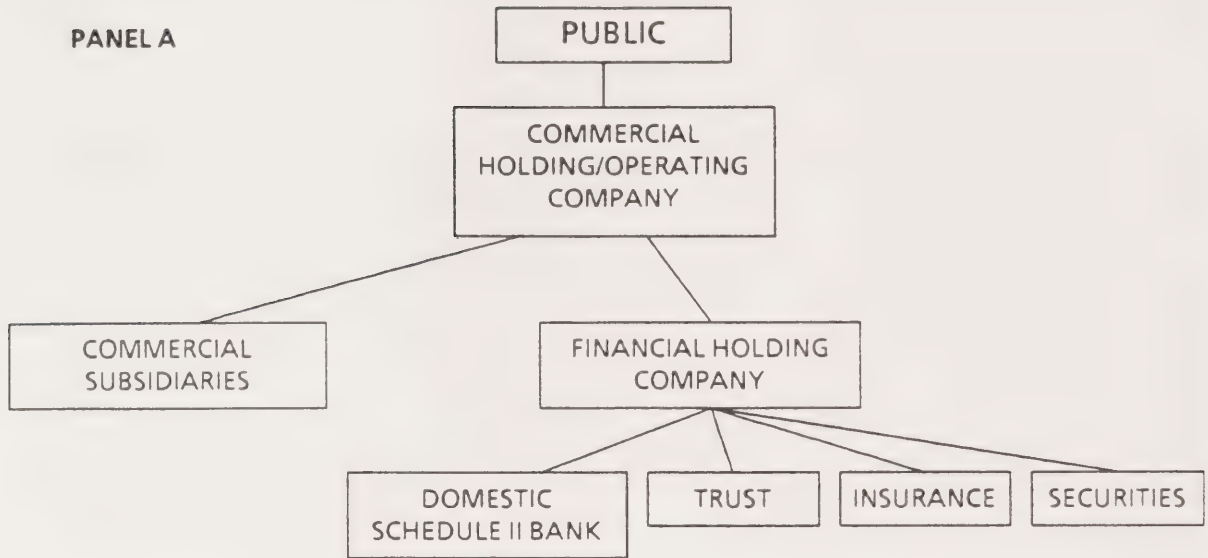 PANEL A
PUBLIC
COMMERCIAL
HOLDING/OPERATING
COMPANY
COMMERCIAL
SUBSIDIARIES
FINANCIAL HOLDING
COMPANY
DOMESTIC
SCHEDULE II BANK
TRUST
INSURANCE
SECURITIES